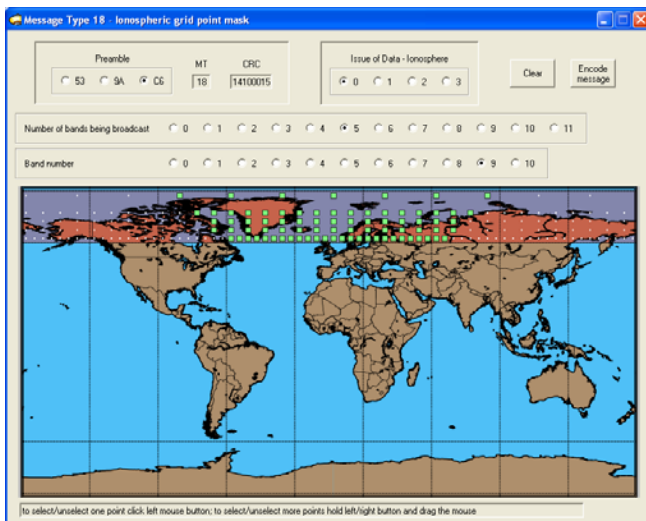 Message Type 18 - Ionospheric grid point mask
Preamble
53 9A C6
MT
18
CRC
14100015
Issue of Data - Ionosphere
0 1 2 3
Clear
Encode message
Number of bands being broadcast 0 1 2 3 4 5 6 7 8 9 10 11
Band number 0 1 2 3 4 5 6 7 8 9 10
to select/unselect one point click left mouse button; to select/unselect more points hold left/right button and drag the mouse